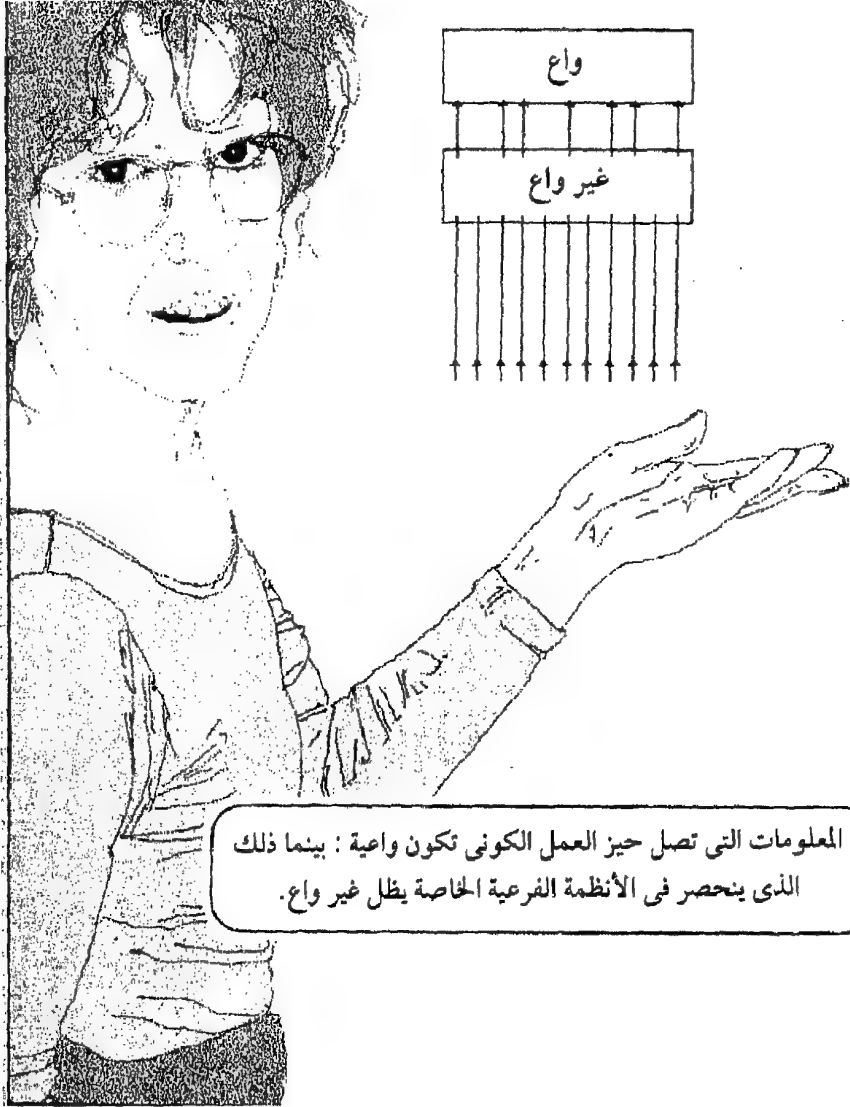 واع
غير واع
المعلومات التى تصل حيز العمل الكونى تكون واعية : بينما ذلك
الذى ينحصر فى الأنظمة الفرعية الخاصة يظل غير واع.